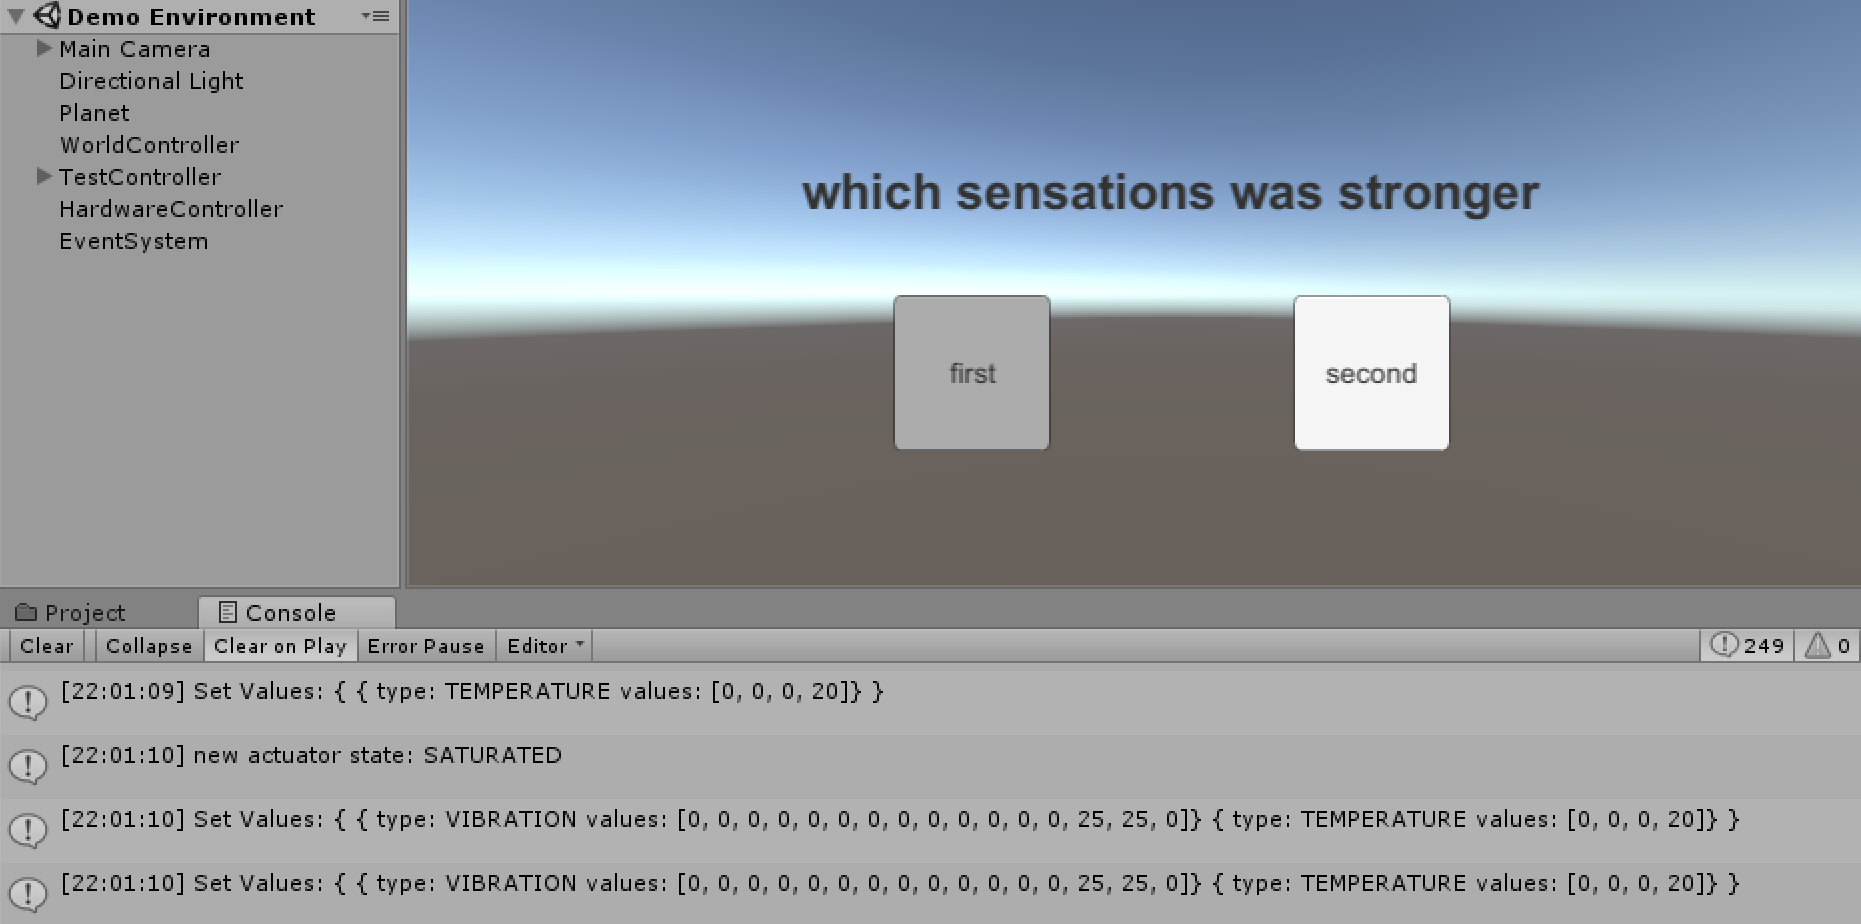 Demo Environment
Main Camera
Directional Light
Planet
WorldController
TestController
HardwareController
EventSystem
which sensations was stronger
first
second
Project
Console
Clear
Collapse
Clear on Play
Error Pause
Editor
249
0
[22:01:09] Set Values: { { type: TEMPERATURE values: [0, 0, 0, 20]} }
[22:01:10] new actuator state: SATURATED
[22:01:10] Set Values: { { type: VIBRATION values: [0, 0, 0, 0, 0, 0, 0, 0, 0, 0, 0, 0, 0, 25, 25, 0]} { type: TEMPERATURE values: [0, 0, 0, 20]} }
[22:01:10] Set Values: { { type: VIBRATION values: [0, 0, 0, 0, 0, 0, 0, 0, 0, 0, 0, 0, 0, 25, 25, 0]} { type: TEMPERATURE values: [0, 0, 0, 20]} }